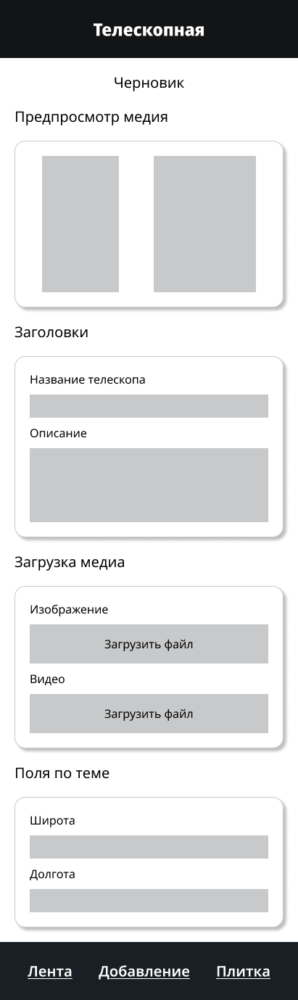 Телескопная
Черновик
Предпросмотр медия
Заголовки
Название телескопа
Описание
Загрузка медиа
Изображение
Загрузить файл
Видео
Загрузить файл
Поля по теме
Широта
Долгота
Лента Добавление Плитка